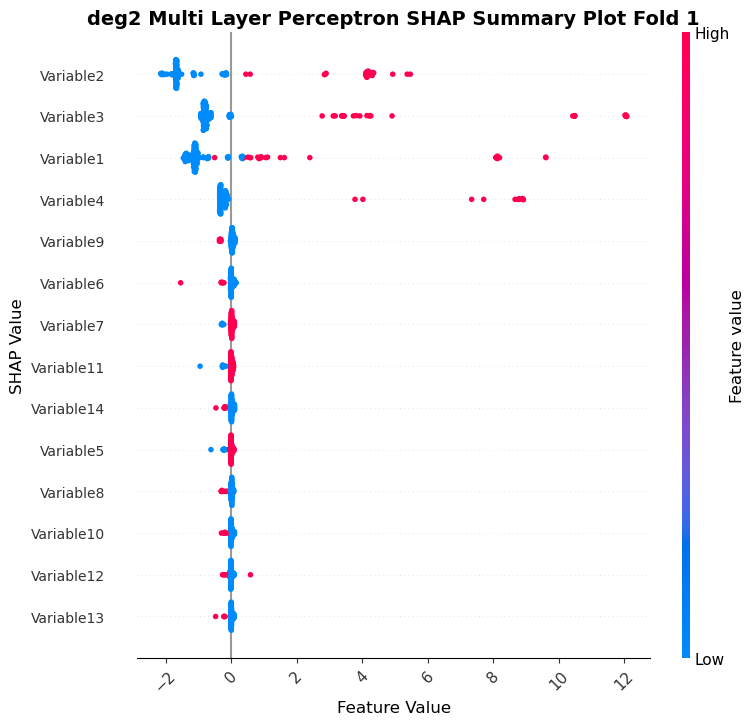 deg2 Multi Layer Perceptron SHAP Summary Plot Fold 1
High
Variable2
Variable3
Variable1
Variable4
Variable9
Variable6
Variable7
Variable11
Variable14
Variable5
Variable8
Variable10
Variable12
Variable13
SHAP Value
Feature value
Low
−2 0 2 4 6 8 10 12
Feature Value